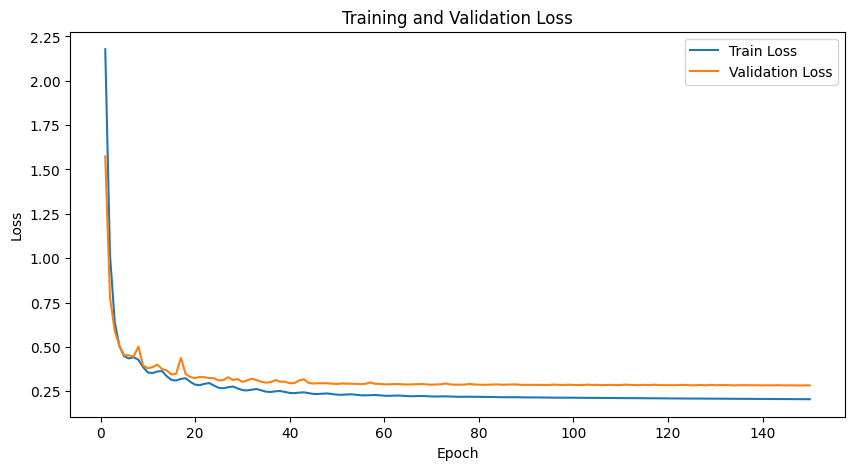 Training and Validation Loss
Train Loss
Validation Loss
Loss
2.25
2.00
1.75
1.50
1.25
1.00
0.75
0.50
0.25
0 20 40 60 80 100 120 140
Epoch